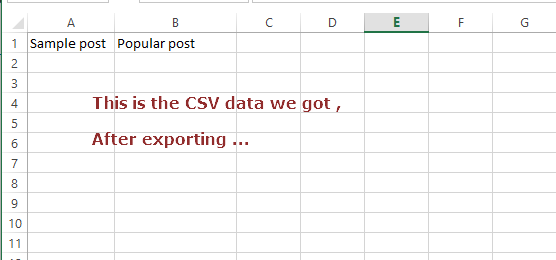 A B C D E F G
1 Sample post Popular post
2
3
4 This is the CSV data we got ,
5
6 After exporting ...
7
8
9
10
11